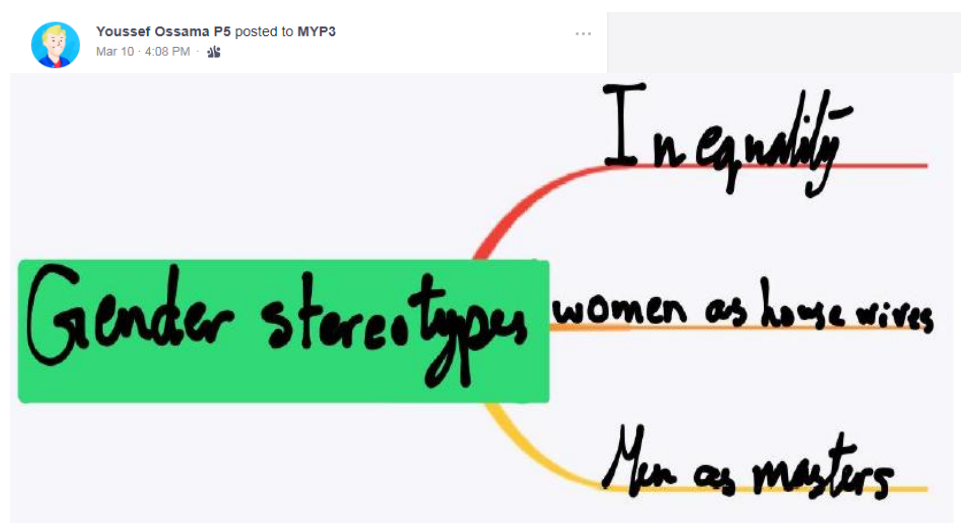 Youssef Ossama P5 posted to MYP3
Mar 10 · 4:08 PM ·
Inequality
Gender stereotypes
women as house wives
Men as masters